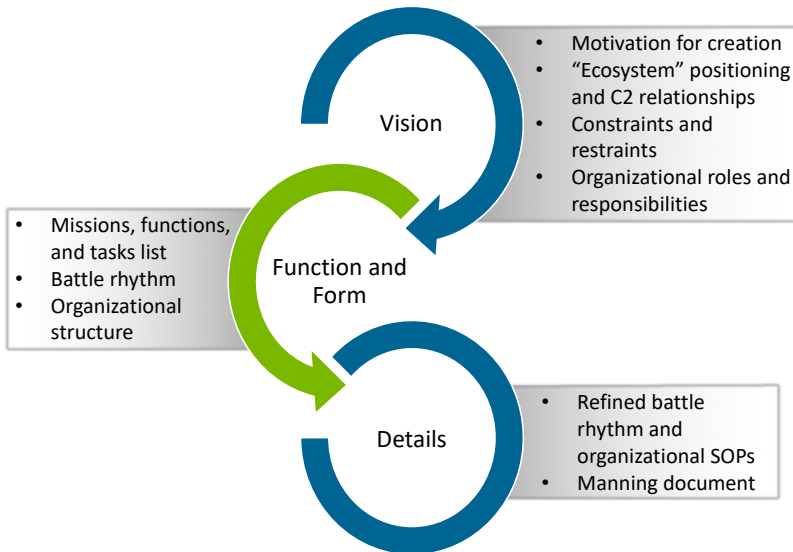 Vision
• Motivation for creation
• “Ecosystem” positioning
and C2 relationships
• Constraints and
restraints
• Organizational roles and
responsibilities
Function and
Form
• Missions, functions,
and tasks list
• Battle rhythm
• Organizational
structure
Details
• Refined battle
rhythm and
organizational SOPs
• Manning document